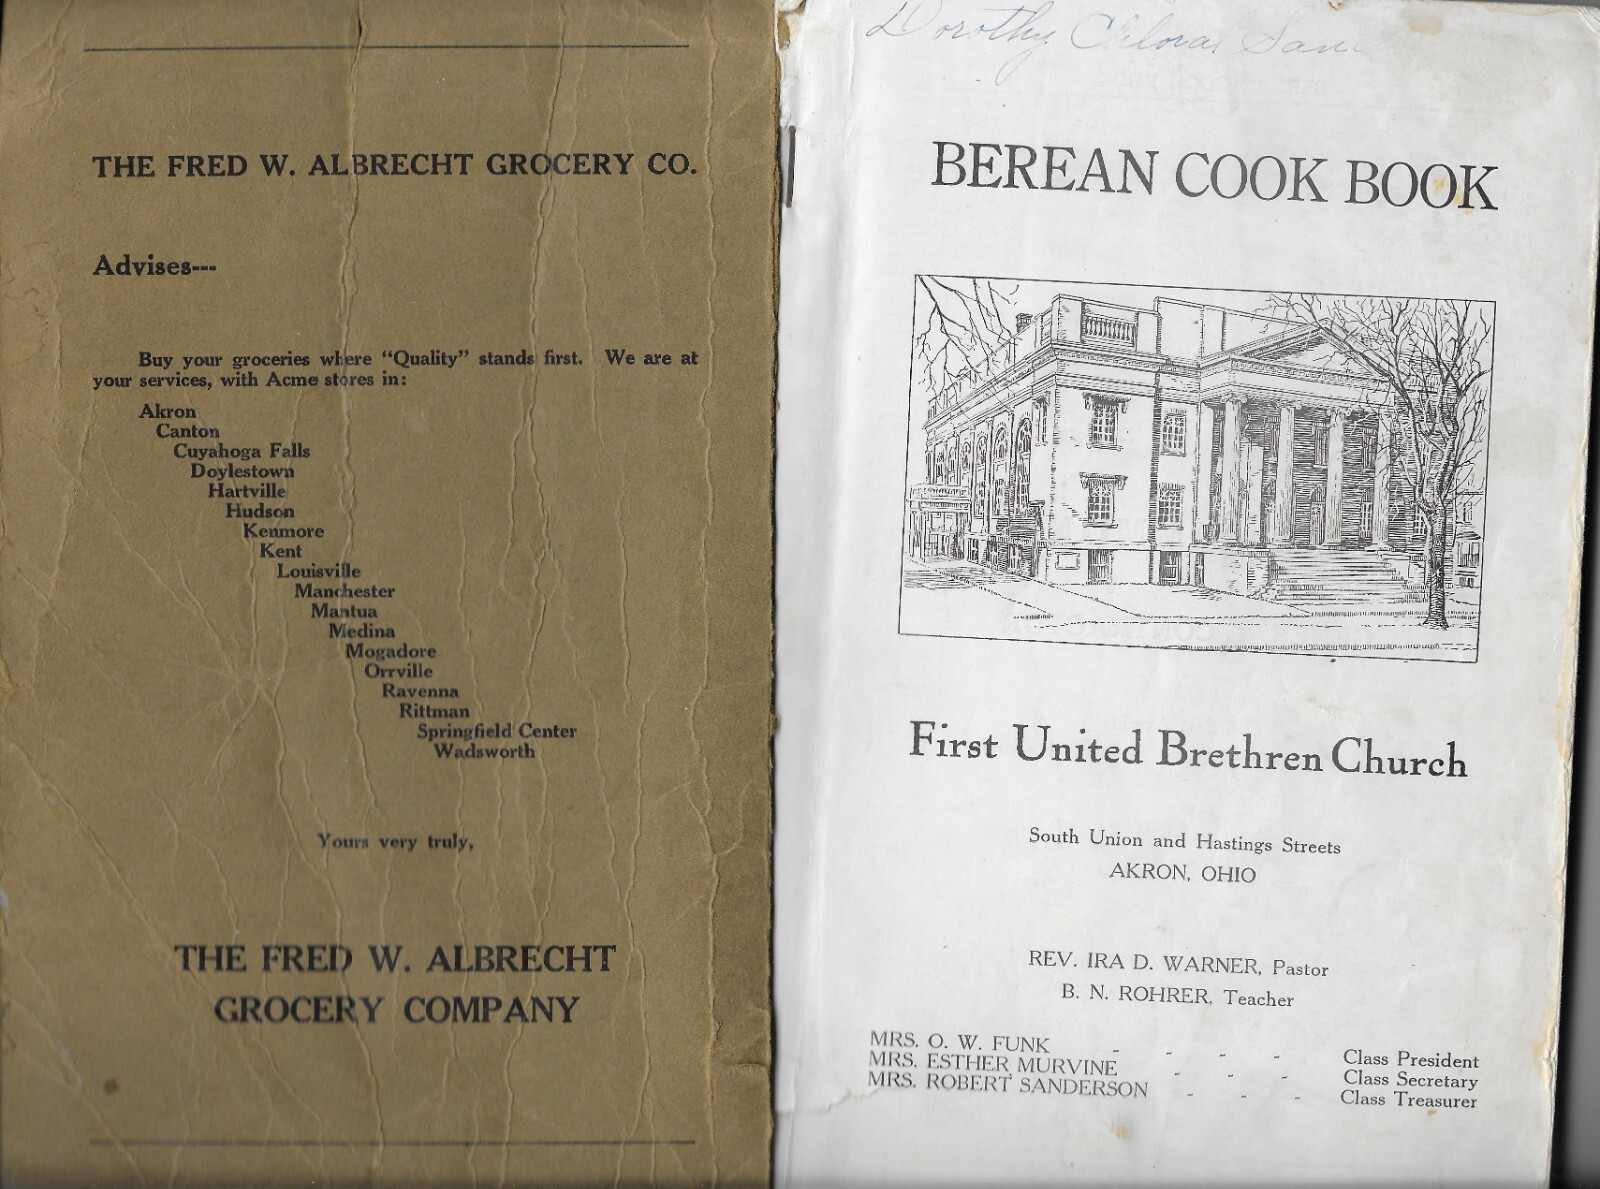 THE FRED W. ALBRECHT GROCERY CO.
Advises---
Buy your groceries where "Quality" stands first. We are at
your services, with Acme stores in:
Akron
Canton
Cuyahoga Falls
Doylestown
Hartville
Hudson
Kenmore
Kent
Louisville
Manchester
Mantua
Medina
Mogadore
Orrville
Ravenna
Rittman
Springfield Center
Wadsworth
Yours very truly,
THE FRED W. ALBRECHT
GROCERY COMPANY
Dorothy
BEREAN COOK BOOK
First United Brethren Church
South Union and Hastings Streets
AKRON, OHIO
REV. IRA D. WARNER, Pastor
B. N. ROHRER, Teacher
MRS. O. W. FUNK - - - - Class President
MRS. ESTHER MURVINE - - - Class Secretary
MRS. ROBERT SANDERSON - - - Class Treasurer